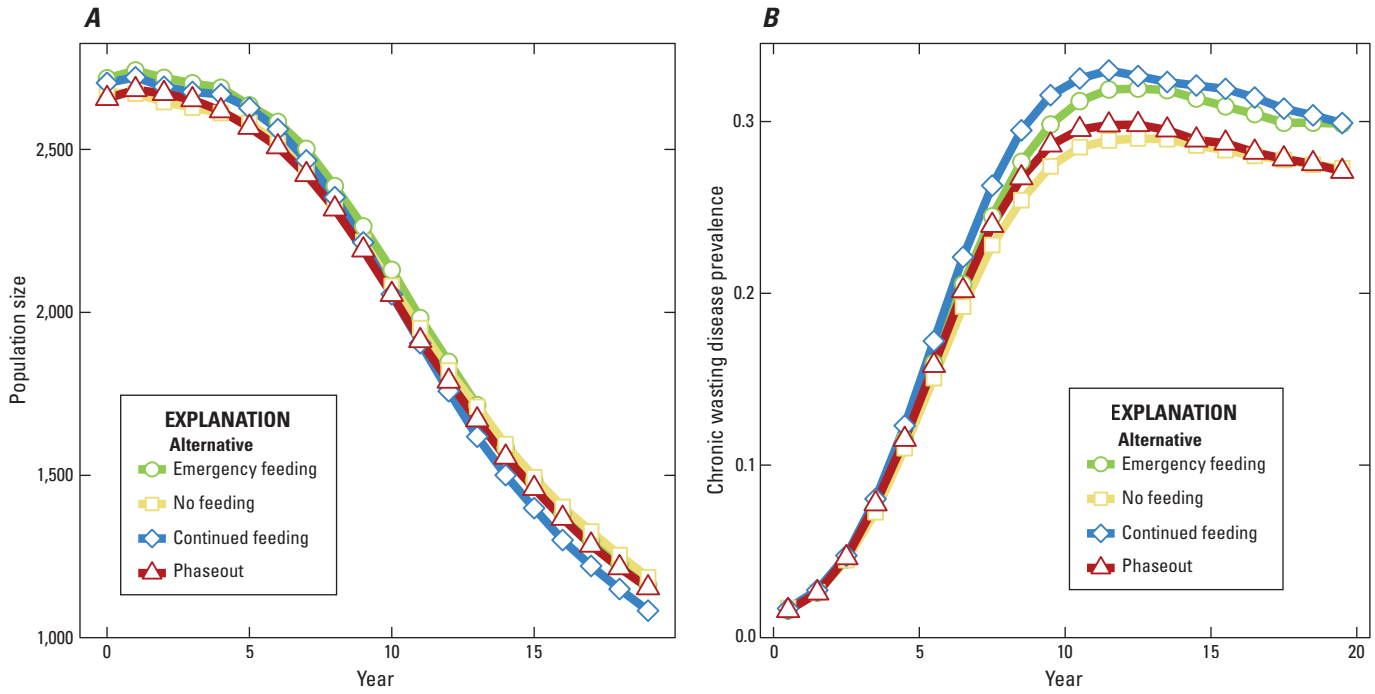 A
Population size
2,500
2,000
1,500
1,000
0
5
10
15
Year
EXPLANATION
Alternative
Emergency feeding
No feeding
Continued feeding
Phaseout
B
Chronic wasting disease prevalence
0.3
0.2
0.1
0.0
0
5
10
15
20
Year
EXPLANATION
Alternative
Emergency feeding
No feeding
Continued feeding
Phaseout